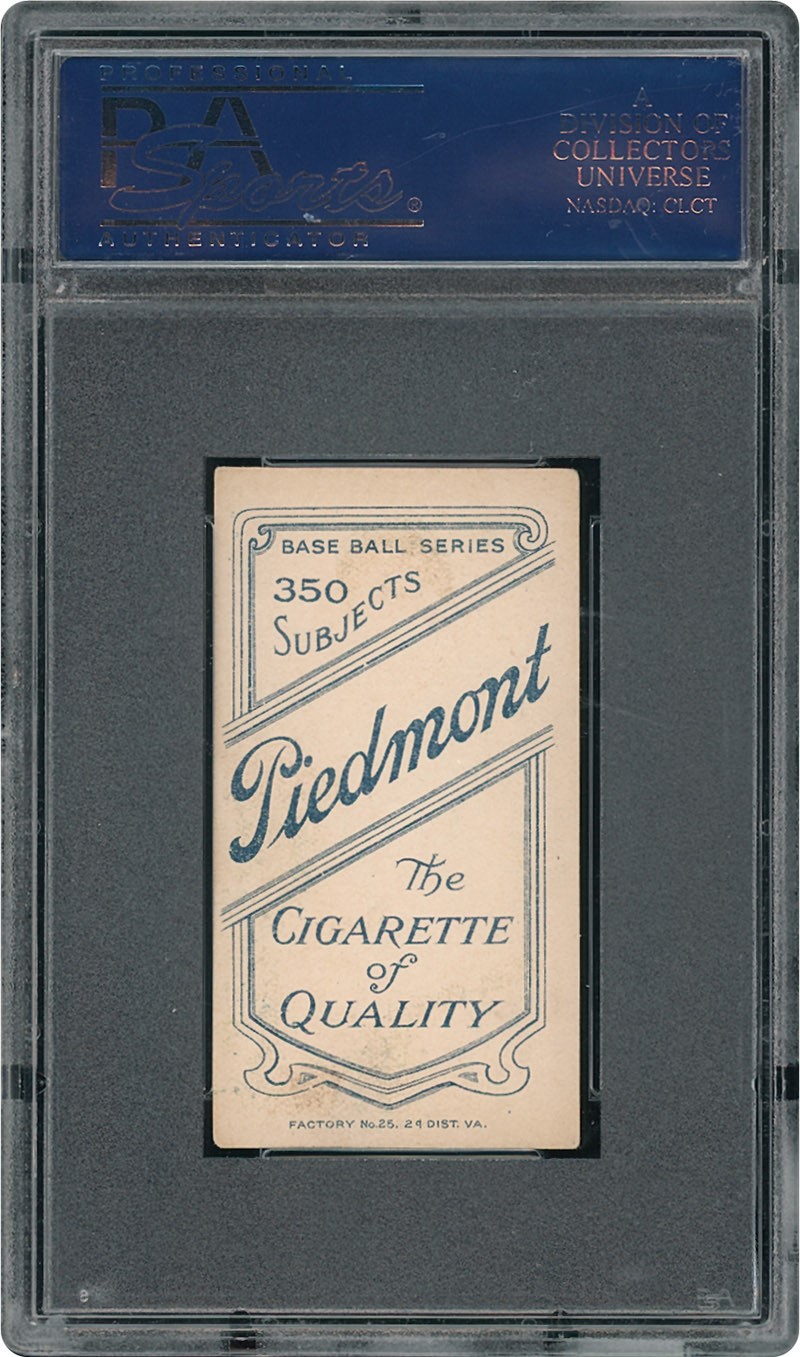 PROFESSIONAL
PSA
Sports®
AUTHENTICATOR
A
DIVISION OF
COLLECTORS
UNIVERSE
NASDAQ: CLCT
BASE BALL SERIES
350
SUBJECTS
Piedmont
The
CIGARETTE
of
QUALITY
FACTORY No.25, 2d DIST. VA.
PSA